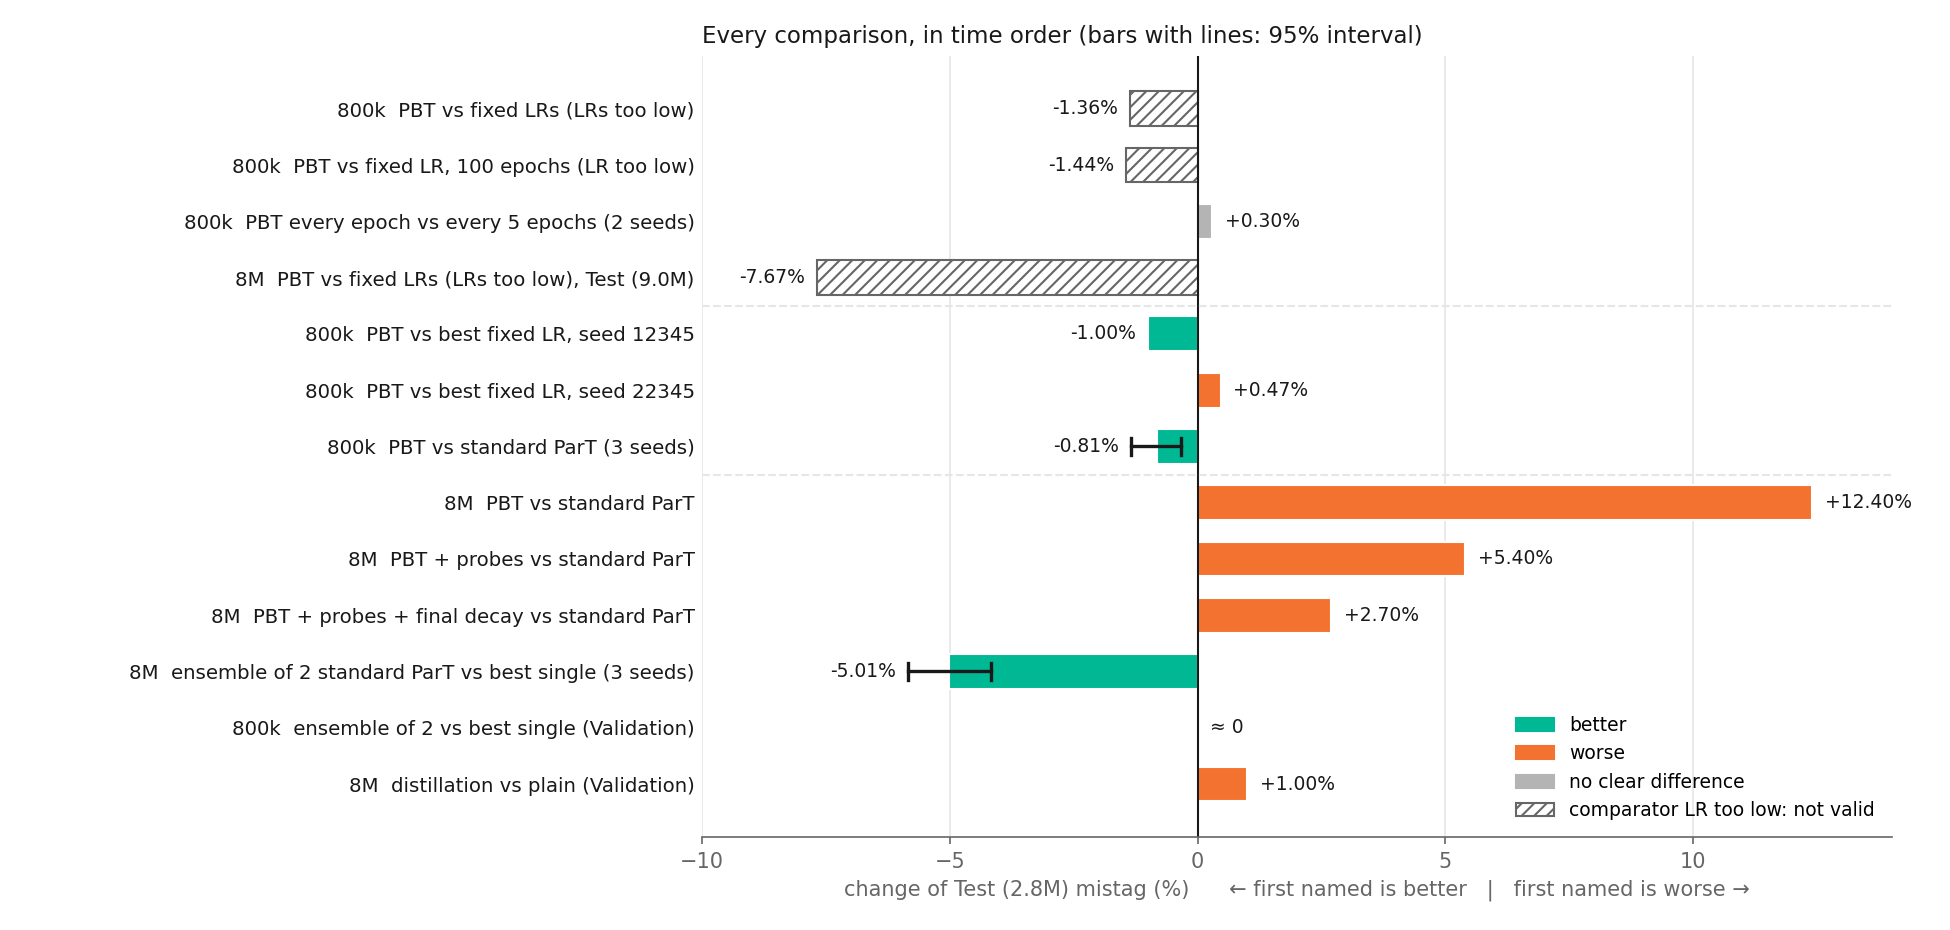 Every comparison, in time order (bars with lines: 95% interval)
800k  PBT vs fixed LRs (LRs too low)
-1.36%
800k  PBT vs fixed LR, 100 epochs (LR too low)
-1.44%
800k  PBT every epoch vs every 5 epochs (2 seeds)
+0.30%
8M  PBT vs fixed LRs (LRs too low), Test (9.0M)
-7.67%
800k  PBT vs best fixed LR, seed 12345
-1.00%
800k  PBT vs best fixed LR, seed 22345
+0.47%
800k  PBT vs standard ParT (3 seeds)
-0.81%
8M  PBT vs standard ParT
+12.40%
8M  PBT + probes vs standard ParT
+5.40%
8M  PBT + probes + final decay vs standard ParT
+2.70%
8M  ensemble of 2 standard ParT vs best single (3 seeds)
-5.01%
800k  ensemble of 2 vs best single (Validation)
≈ 0
8M  distillation vs plain (Validation)
+1.00%
better
worse
no clear difference
comparator LR too low: not valid
−10
−5
0
5
10
change of Test (2.8M) mistag (%)     ← first named is better   |   first named is worse →